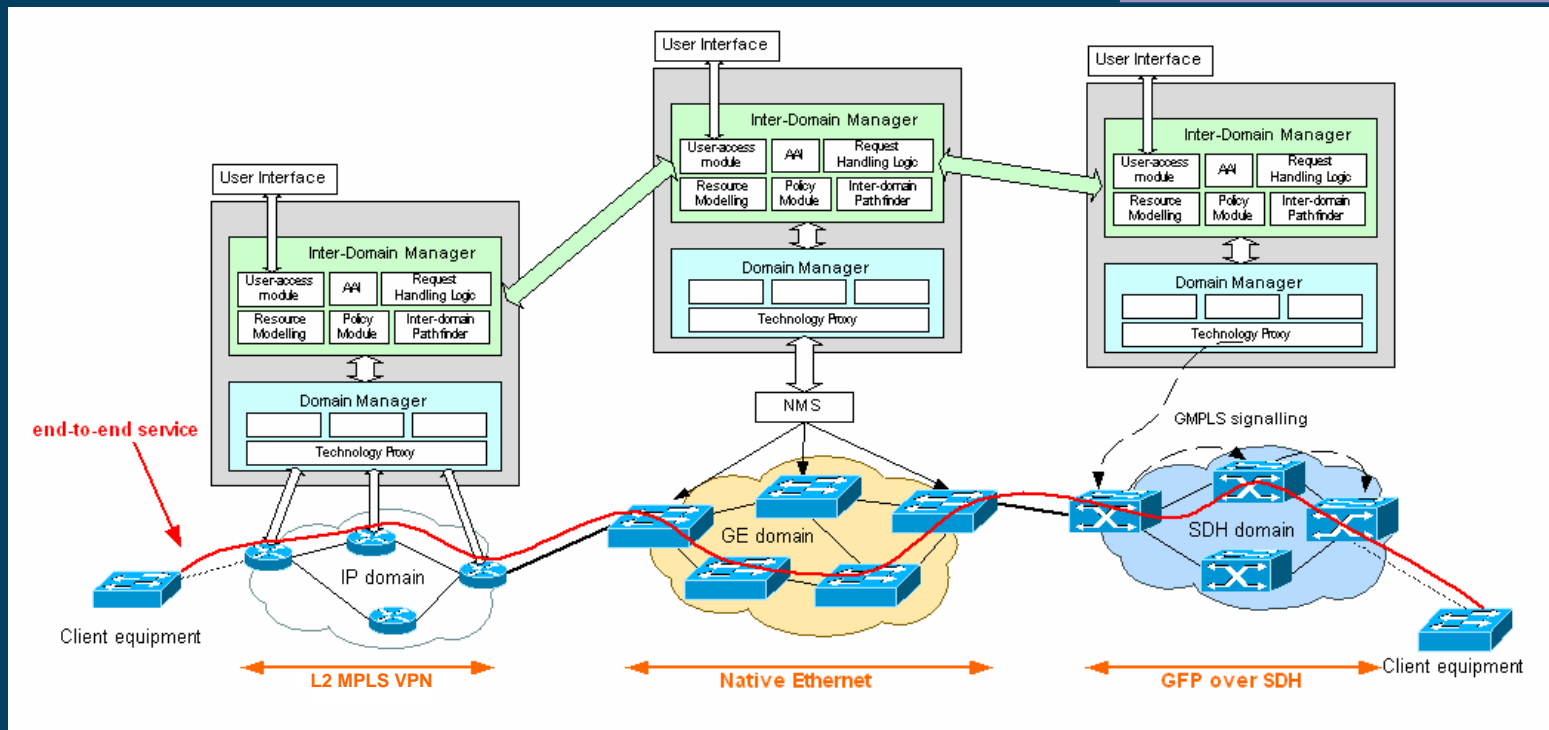 User Interface
Inter-Domain Manager
User-access
module
AAI
Request
Handling Logic
Resource
Modelling
Policy
Module
Inter-domain
Pathfinder
Domain Manager
Technology Proxy
end-to-end service
IP domain
Client equipment
L2 MPLS VPN
User Interface
Inter-Domain Manager
User-access
module
AAI
Request
Handling Logic
Resource
Modelling
Policy
Module
Inter-domain
Pathfinder
Domain Manager
Technology Proxy
NMS
GE domain
Native Ethernet
User Interface
Inter-Domain Manager
User-access
module
AAI
Request
Handling Logic
Resource
Modelling
Policy
Module
Inter-domain
Pathfinder
Domain Manager
Technology Proxy
GMPLS signalling
SDH domain
GFP over SDH
Client equipment